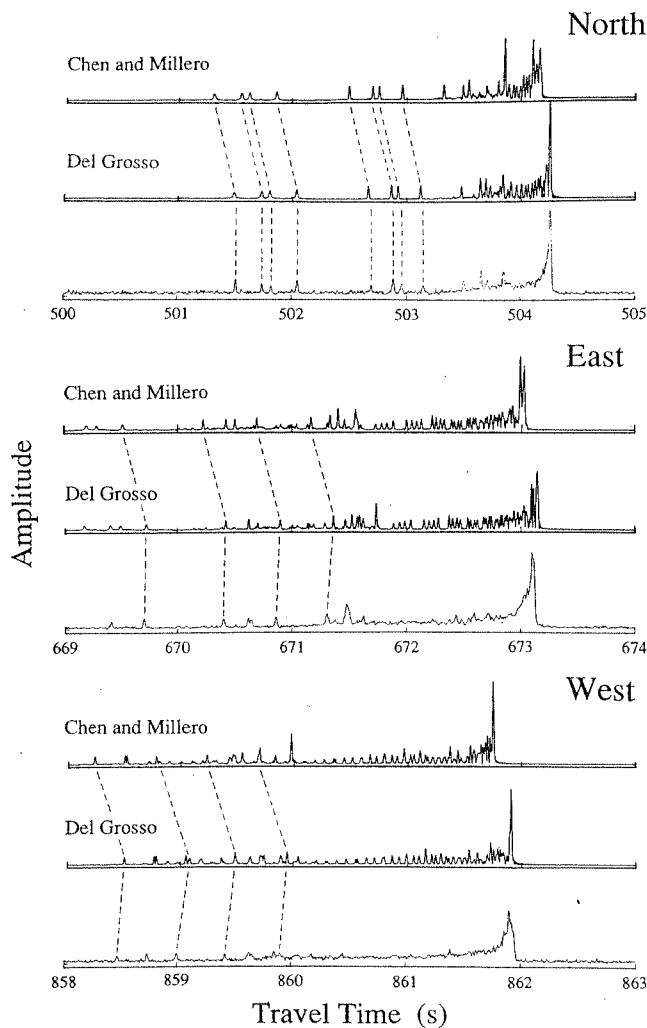 North
Chen and Millero
Del Grosso
500 501 502 503 504 505
East
Chen and Millero
Del Grosso
Amplitude
669 670 671 672 673 674
West
Chen and Millero
Del Grosso
858 859 860 861 862 863
Travel Time (s)